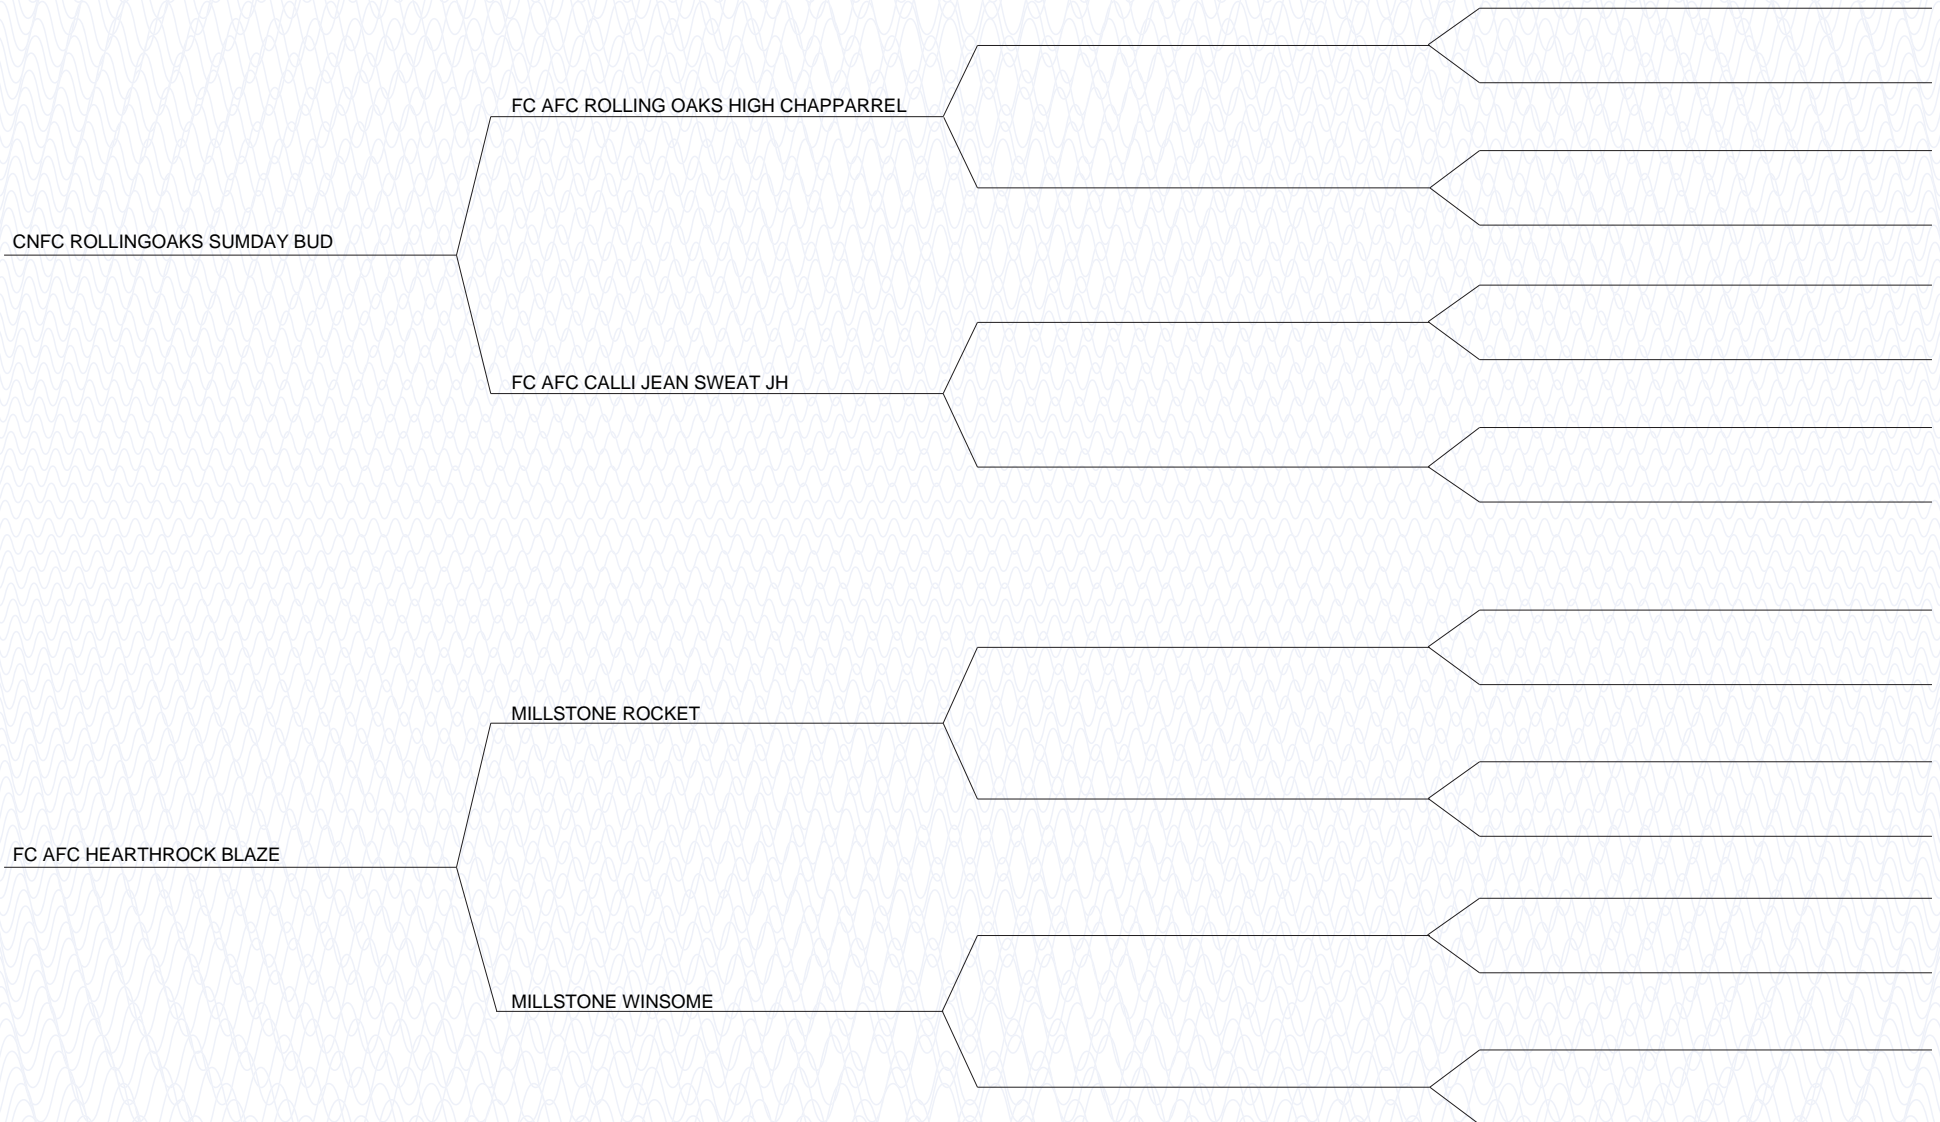 FC AFC ROLLING OAKS HIGH CHAPPARREL
CNFC ROLLINGOAKS SUMDAY BUD
FC AFC CALLI JEAN SWEAT JH
MILLSTONE ROCKET
FC AFC HEARTHROCK BLAZE
MILLSTONE WINSOME